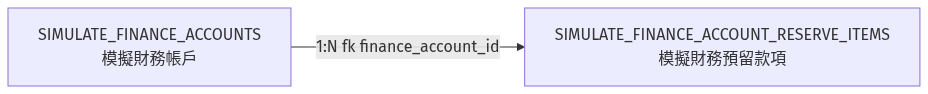 SIMULATE_FINANCE_ACCOUNTS
模擬財務帳戶
1:N fk finance_account_id
SIMULATE_FINANCE_ACCOUNT_RESERVE_ITEMS
模擬財務預留款項